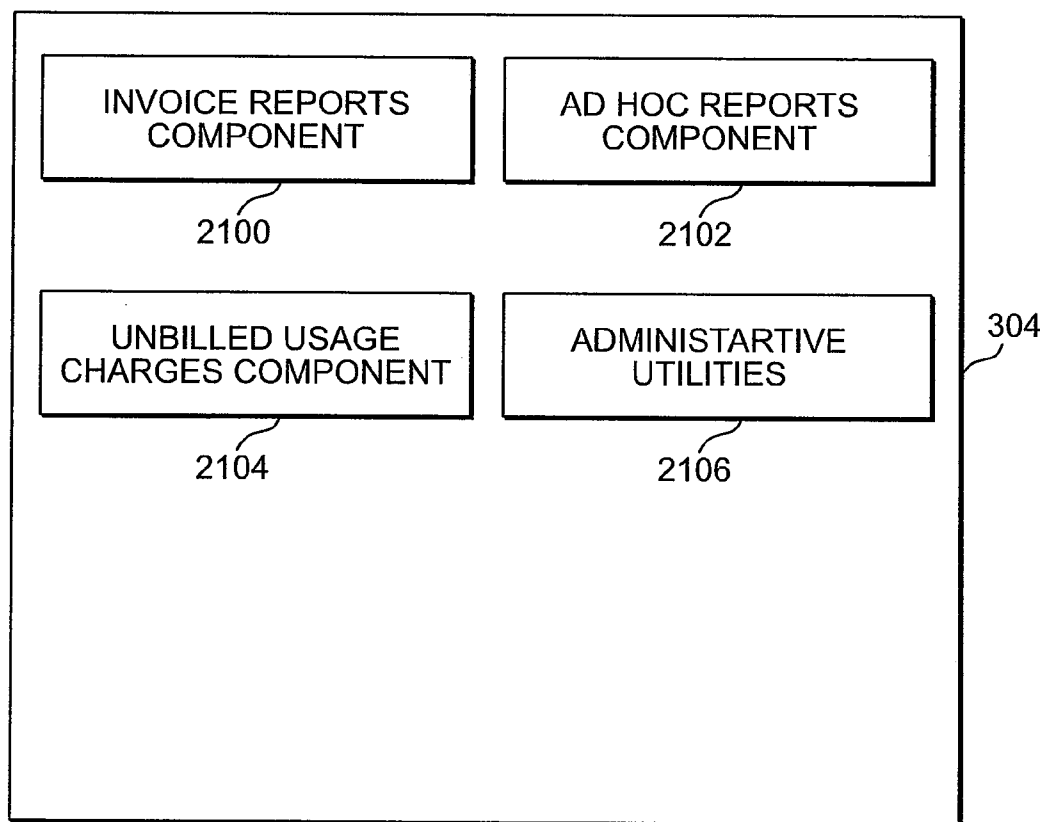 INVOICE REPORTS
COMPONENT
2100
AD HOC REPORTS
COMPONENT
2102
UNBILLED USAGE
CHARGES COMPONENT
2104
ADMINISTARTIVE
UTILITIES
2106
304